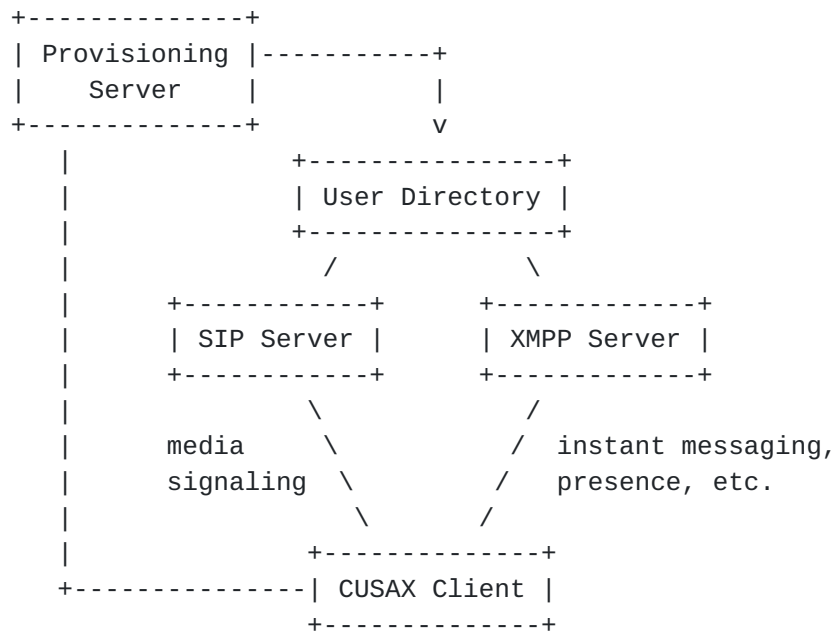 Provisioning
Server
User Directory
SIP Server XMPP Server
media instant messaging,
signaling presence, etc.
CUSAX Client